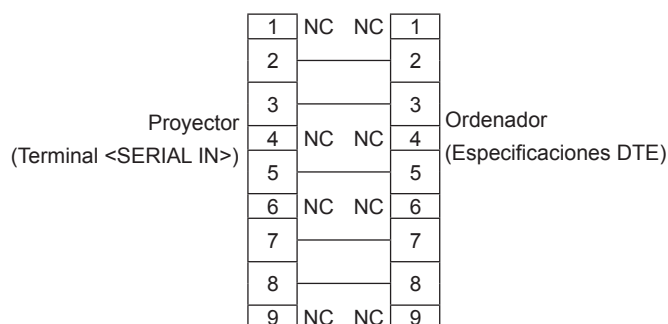 1 NC NC 1
2 2
3 3
Proyector
(Terminal <SERIAL IN>)
4 NC NC 4
Ordenador
(Especificaciones DTE)
5 5
6 NC NC 6
7 7
8 8
9 NC NC 9